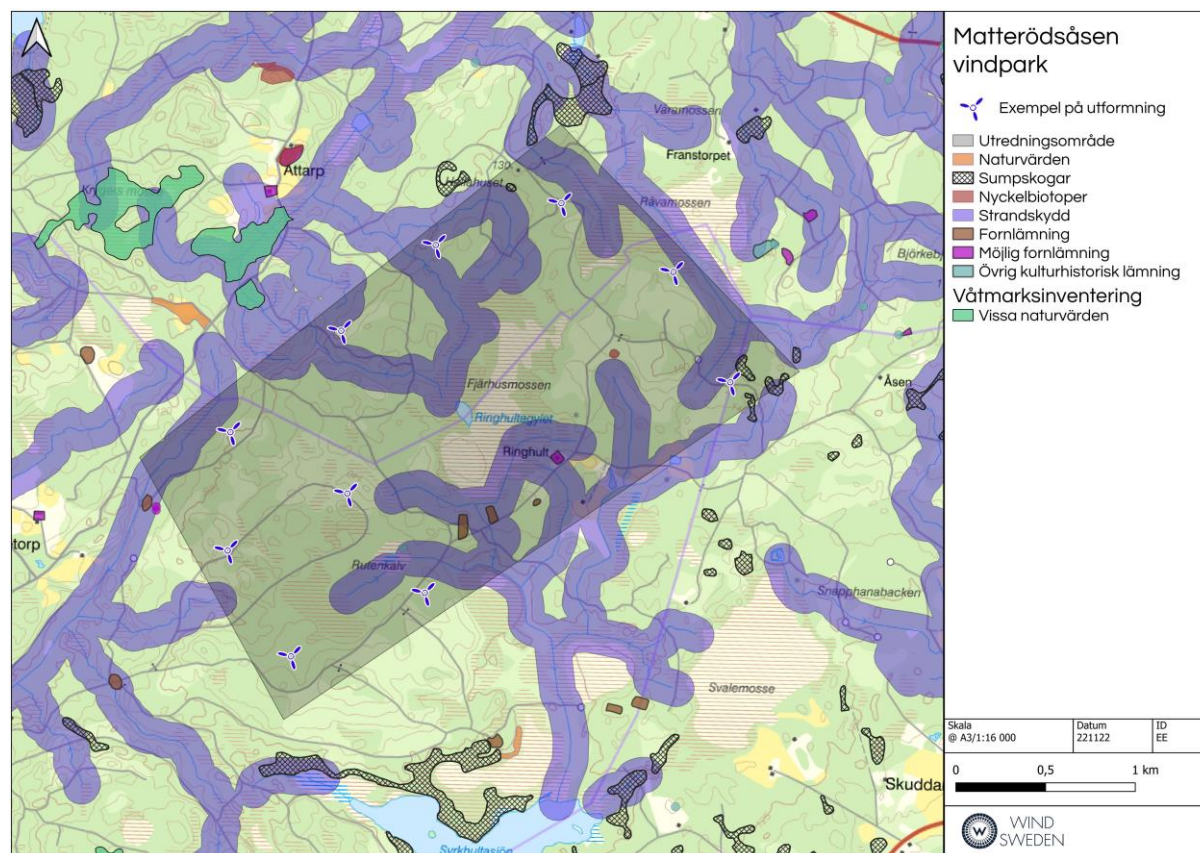 Matterödsåsen
vindpark
Exempel på utformning
Utredningsområde
Naturvärden
Sumpskogar
Nyckelbiotoper
Strandskydd
Fornlämning
Möjlig fornlämning
Övrig kulturhistorisk lämning
Våtmarksinventering
Vissa naturvärden
Skala
@ A3/1:16 000
Datum
221122
ID
EE
0 0,5 1 km
W
WIND
SWEDEN
Väramossen
Franstorpet
Attarp
130
Råvamossen
Fjärhusmossen
Åsen
Ringhultegylet
Ringhult
torp
Rutenkalv
Snapphanabacken
Svalemosse
Skudda
Syrkhultasjön